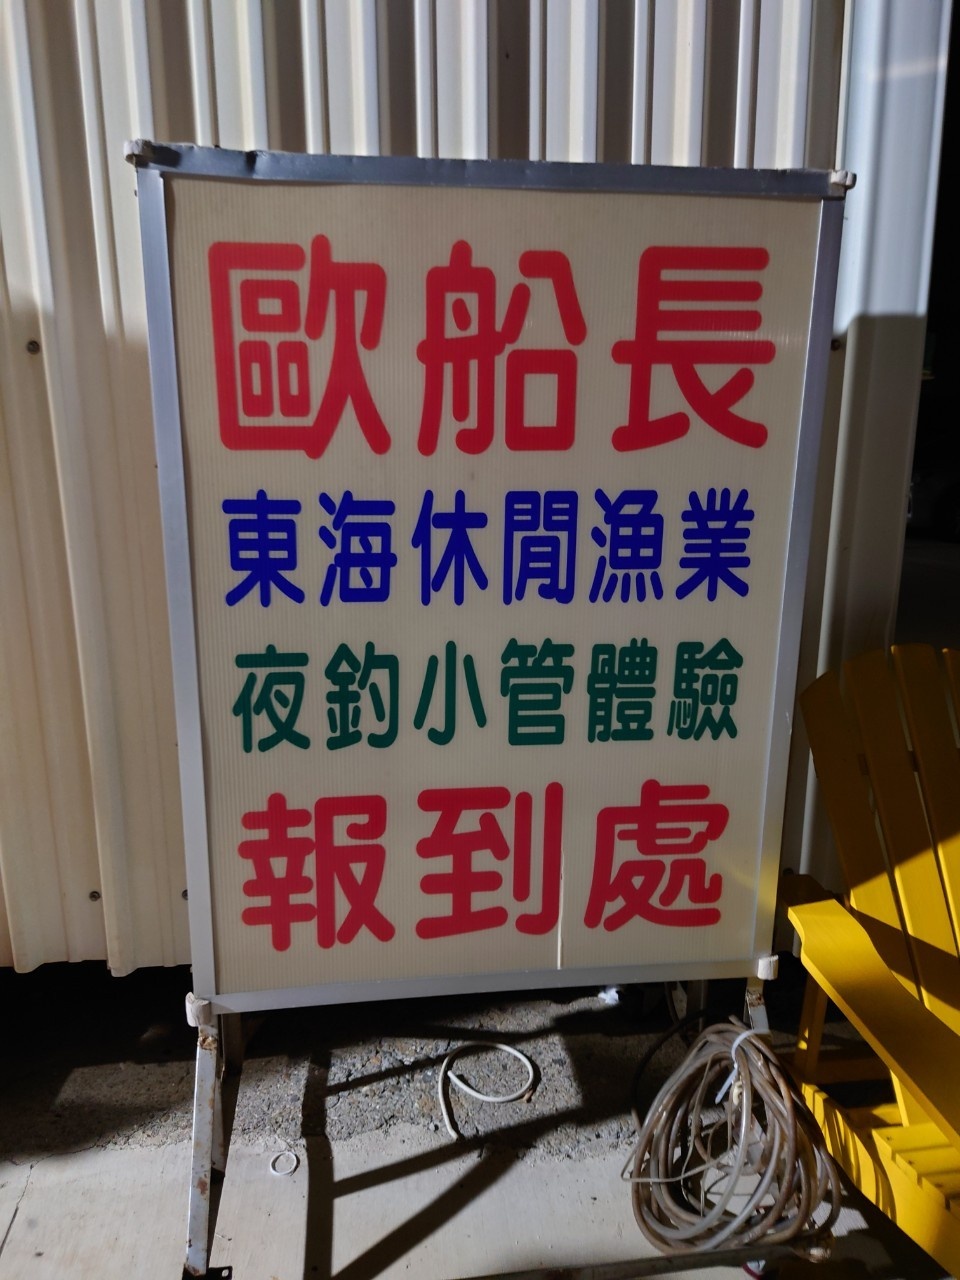 歐船長
東海休閒漁業
夜釣小管體驗
報到處